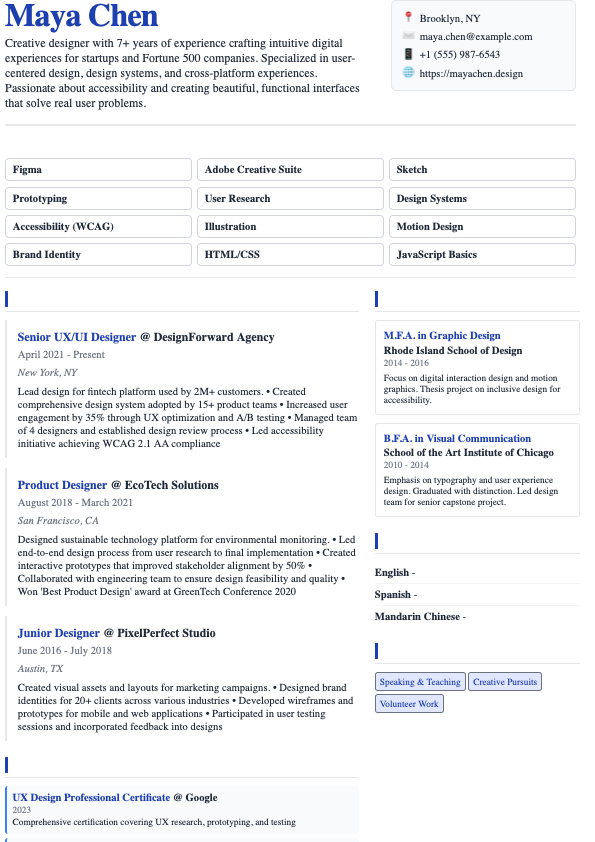 Maya Chen
Creative designer with 7+ years of experience crafting intuitive digital
experiences for startups and Fortune 500 companies. Specialized in user-
centered design, design systems, and cross-platform experiences.
Passionate about accessibility and creating beautiful, functional interfaces
that solve real user problems.
📍 Brooklyn, NY
✉️ maya.chen@example.com
📱 +1 (555) 987-6543
🌐 https://mayachen.design
Figma
Adobe Creative Suite
Sketch
Prototyping
User Research
Design Systems
Accessibility (WCAG)
Illustration
Motion Design
Brand Identity
HTML/CSS
JavaScript Basics
Senior UX/UI Designer @ DesignForward Agency
April 2021 - Present
New York, NY
Lead design for fintech platform used by 2M+ customers. • Created
comprehensive design system adopted by 15+ product teams • Increased user
engagement by 35% through UX optimization and A/B testing • Managed team
of 4 designers and established design review process • Led accessibility
initiative achieving WCAG 2.1 AA compliance
Product Designer @ EcoTech Solutions
August 2018 - March 2021
San Francisco, CA
Designed sustainable technology platform for environmental monitoring. • Led
end-to-end design process from user research to final implementation • Created
interactive prototypes that improved stakeholder alignment by 50% •
Collaborated with engineering team to ensure design feasibility and quality •
Won 'Best Product Design' award at GreenTech Conference 2020
Junior Designer @ PixelPerfect Studio
June 2016 - July 2018
Austin, TX
Created visual assets and layouts for marketing campaigns. • Designed brand
identities for 20+ clients across various industries • Developed wireframes and
prototypes for mobile and web applications • Participated in user testing
sessions and incorporated feedback into designs
UX Design Professional Certificate @ Google
2023
Comprehensive certification covering UX research, prototyping, and testing
M.F.A. in Graphic Design
Rhode Island School of Design
2014 - 2016
Focus on digital interaction design and motion
graphics. Thesis project on inclusive design for
accessibility.
B.F.A. in Visual Communication
School of the Art Institute of Chicago
2010 - 2014
Emphasis on typography and user experience
design. Graduated with distinction. Led design
team for senior capstone project.
English -
Spanish -
Mandarin Chinese -
Speaking & Teaching
Creative Pursuits
Volunteer Work